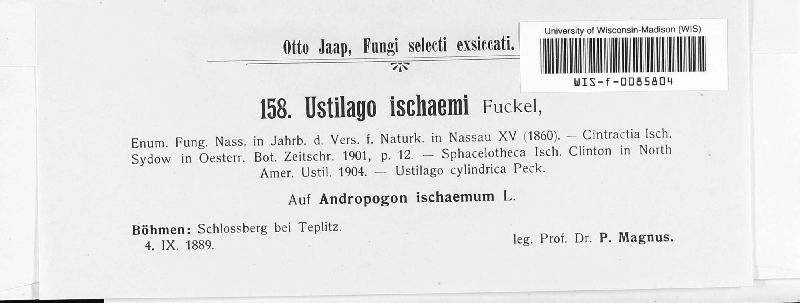 Otto Jaap, Fungi selecti exsiccati.
University of Wisconsin-Madison (WIS)
WIS-f-0085804
158. Ustilago ischaemi Fuckel,
Enum. Fung. Nass. in Jahrb. d. Vers. f. Naturk. in Nassau XV (1860). — Cintractia Isch.
Sydow in Oesterr. Bot. Zeitschr. 1901, p. 12. — Sphacelotheca Isch. Clinton in North
Amer. Ustil. 1904. — Ustilago cylindrica Peck.
Auf Andropogon ischaemum L.
Böhmen: Schlossberg bei Teplitz.
4. IX. 1889.
leg. Prof. Dr. P. Magnus.